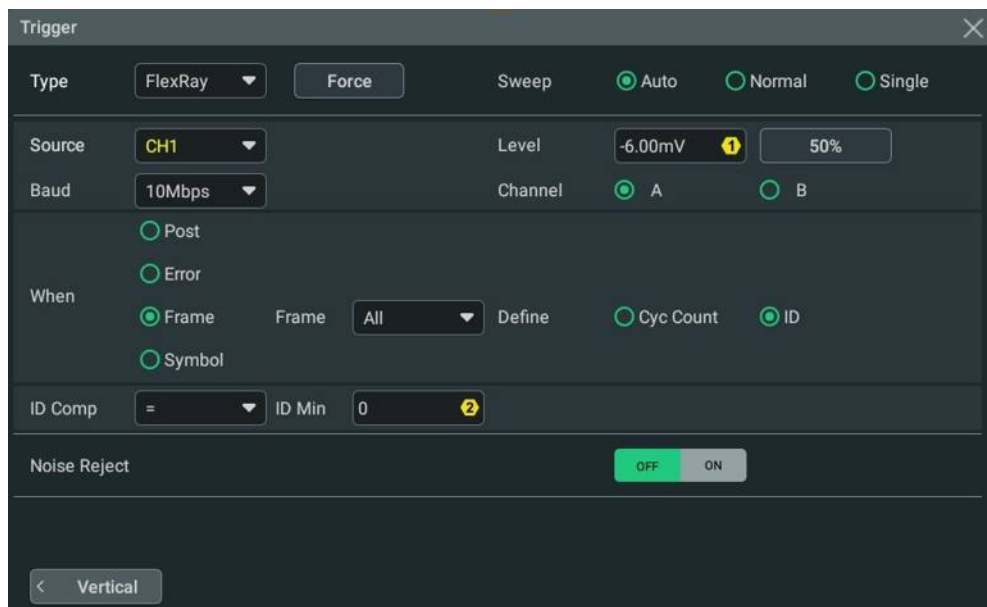 Trigger
Type FlexRay Force Sweep Auto Normal Single
Source CH1 Level -6.00mV 1 50%
Baud 10Mbps Channel A B
Post
Error
When
Frame Frame All Define Cyc Count ID
Symbol
ID Comp = ID Min 0 2
Noise Reject OFF ON
< Vertical